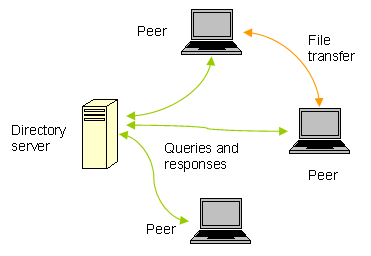 Peer
File
transfer
Directory
server
Queries and
responses
Peer
Peer